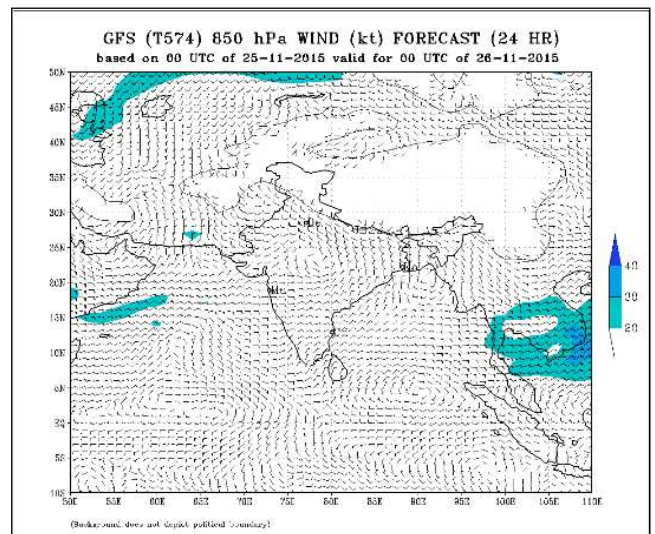 GFS (T574) 850 hPa WIND (kt) FORECAST (24 HR)
based on 00 UTC of 25-11-2015 valid for 00 UTC of 26-11-2015
50N
45N
40N
35N
30N
25N
20N
15N
10N
5N
5S
10S
50E 55E 60E 65E 70E 75E 80E 85E 90E 95E 100E 105E 110E
40
30
20
(Background does not depict political boundary)